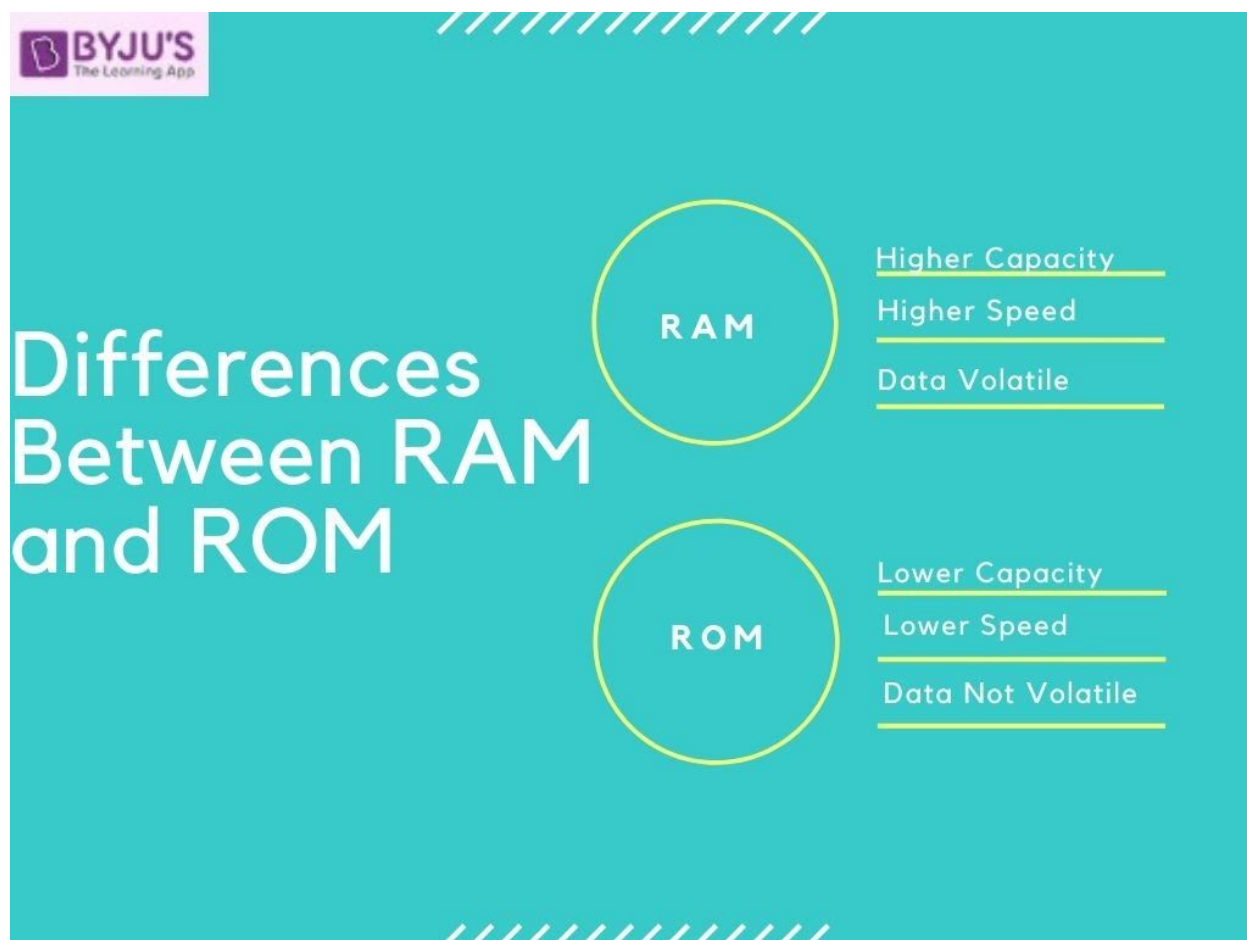 BYJU'S
The Learning App
Differences
Between RAM
and ROM
RAM
Higher Capacity
Higher Speed
Data Volatile
ROM
Lower Capacity
Lower Speed
Data Not Volatile